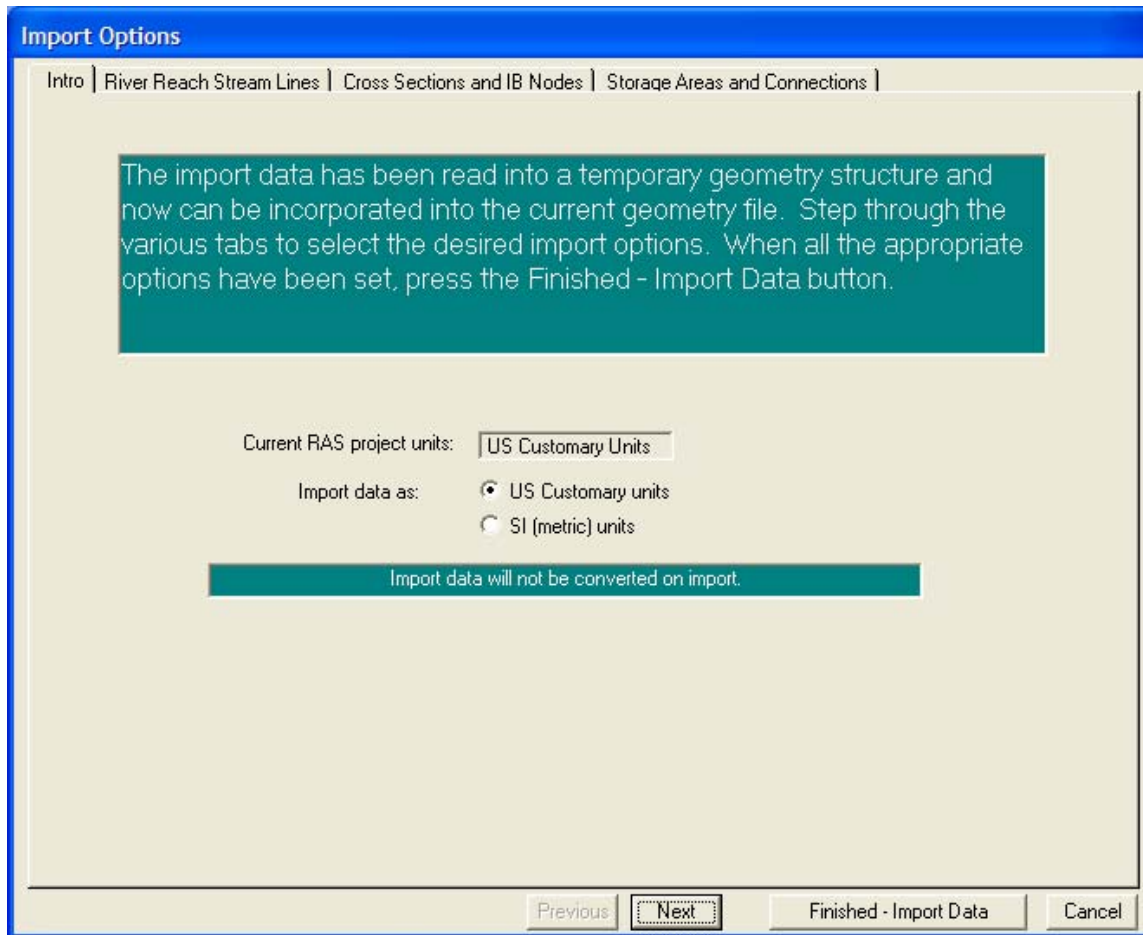 Import Options
Intro River Reach Stream Lines Cross Sections and IB Nodes Storage Areas and Connections
The import data has been read into a temporary geometry structure and
now can be incorporated into the current geometry file. Step through the
various tabs to select the desired import options. When all the appropriate
options have been set, press the Finished - Import Data button.
Current RAS project units: US Customary Units
Import data as: US Customary units
SI (metric) units
Import data will not be converted on import.
Previous Next Finished - Import Data Cancel